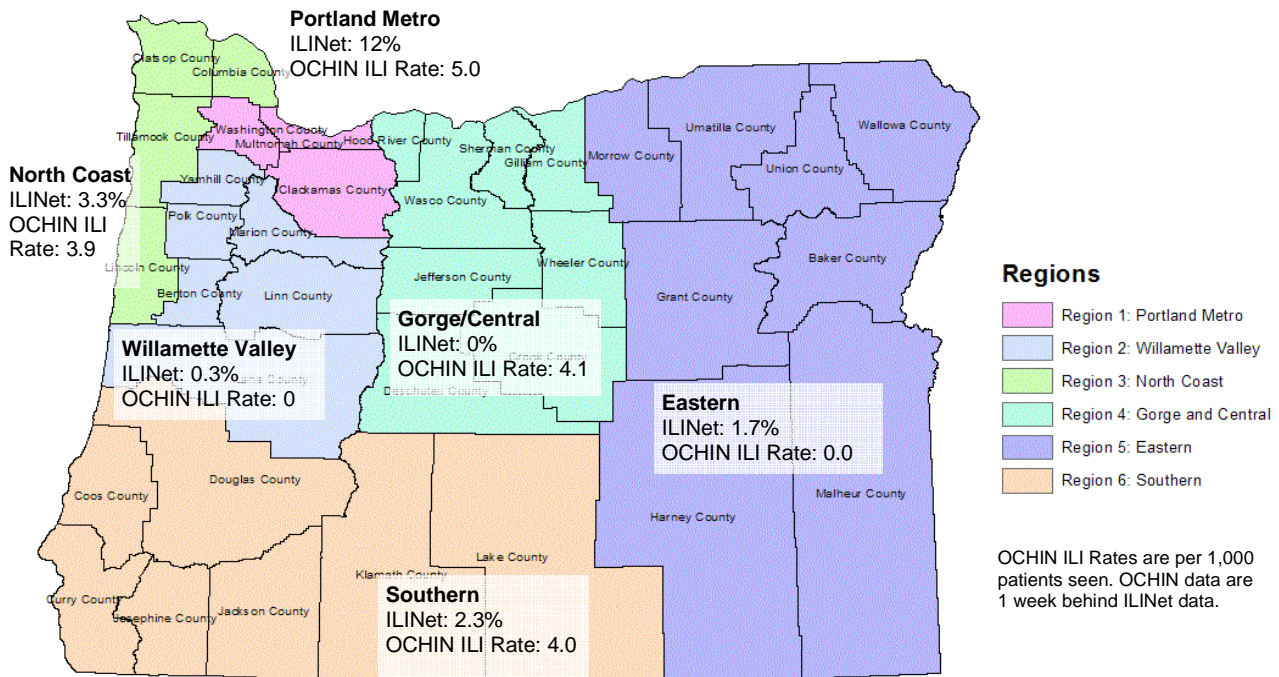 Portland Metro
ILINet: 12%
OCHIN ILI Rate: 5.0
Clatsop County
Columbia County
Tillamook County
Washington County
Multnomah County
Hood River County
Sherman County
Gilliam County
Morrow County
Umatilla County
Wallowa County
Union County
North Coast
ILINet: 3.3%
OCHIN ILI
Rate: 3.9
Yamhill County
Clackamas County
Wasco County
Polk County
Marion County
Lincoln County
Benton County
Linn County
Jefferson County
Wheeler County
Grant County
Baker County
Willamette Valley
ILINet: 0.3%
OCHIN ILI Rate: 0
Gorge/Central
ILINet: 0%
OCHIN ILI Rate: 4.1
Crook County
Deschutes County
Eastern
ILINet: 1.7%
OCHIN ILI Rate: 0.0
Coos County
Douglas County
Harney County
Malheur County
Curry County
Josephine County
Jackson County
Klamath County
Lake County
Southern
ILINet: 2.3%
OCHIN ILI Rate: 4.0
Regions
Region 1: Portland Metro
Region 2: Willamette Valley
Region 3: North Coast
Region 4: Gorge and Central
Region 5: Eastern
Region 6: Southern
OCHIN ILI Rates are per 1,000
patients seen. OCHIN data are
1 week behind ILINet data.